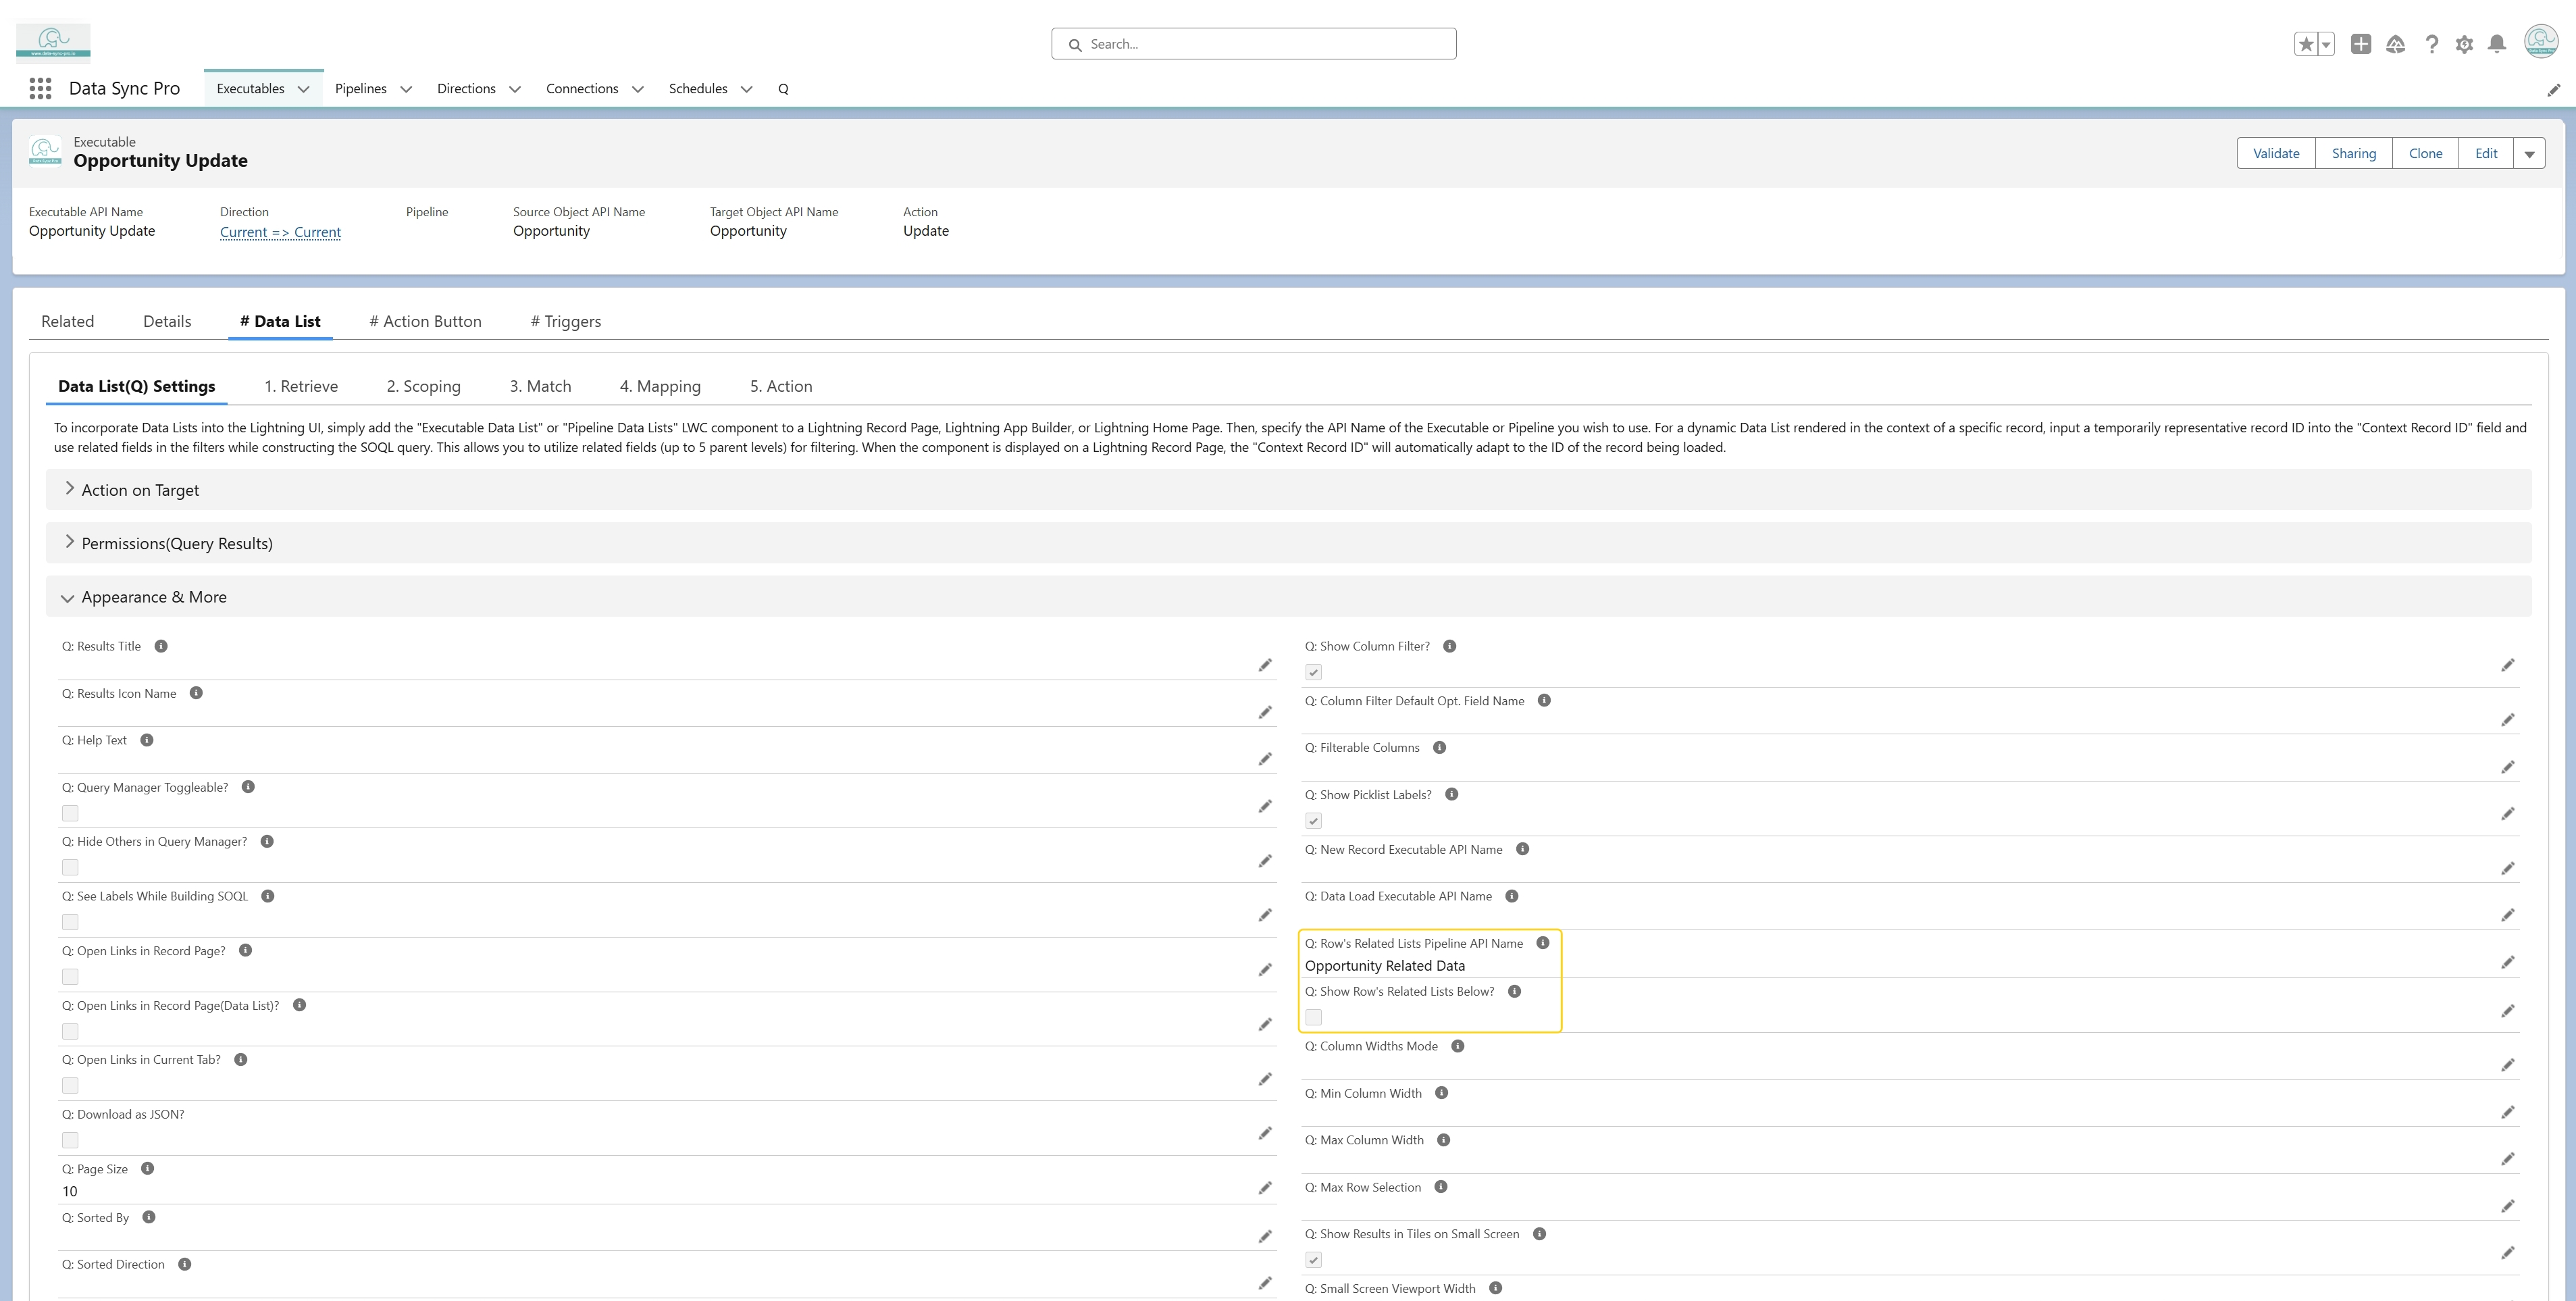 www.data-sync-pro.io
Search...
Data Sync Pro
Executables
Pipelines
Directions
Connections
Schedules
Q
Executable
Opportunity Update
Validate
Sharing
Clone
Edit
Executable API Name
Direction
Pipeline
Source Object API Name
Target Object API Name
Action
Opportunity Update
Current => Current
Opportunity
Opportunity
Update
Related
Details
# Data List
# Action Button
# Triggers
Data List(Q) Settings
1. Retrieve
2. Scoping
3. Match
4. Mapping
5. Action
To incorporate Data Lists into the Lightning UI, simply add the "Executable Data List" or "Pipeline Data Lists" LWC component to a Lightning Record Page, Lightning App Builder, or Lightning Home Page. Then, specify the API Name of the Executable or Pipeline you wish to use. For a dynamic Data List rendered in the context of a specific record, input a temporarily representative record ID into the "Context Record ID" field and
use related fields in the filters while constructing the SOQL query. This allows you to utilize related fields (up to 5 parent levels) for filtering. When the component is displayed on a Lightning Record Page, the "Context Record ID" will automatically adapt to the ID of the record being loaded.
Action on Target
Permissions(Query Results)
Appearance & More
Q: Results Title
Q: Results Icon Name
Q: Help Text
Q: Query Manager Toggleable?
Q: Hide Others in Query Manager?
Q: See Labels While Building SOQL
Q: Open Links in Record Page?
Q: Open Links in Record Page(Data List)?
Q: Open Links in Current Tab?
Q: Download as JSON?
Q: Page Size
10
Q: Sorted By
Q: Sorted Direction
Q: Show Column Filter?
Q: Column Filter Default Opt. Field Name
Q: Filterable Columns
Q: Show Picklist Labels?
Q: New Record Executable API Name
Q: Data Load Executable API Name
Q: Row's Related Lists Pipeline API Name
Opportunity Related Data
Q: Show Row's Related Lists Below?
Q: Column Widths Mode
Q: Min Column Width
Q: Max Column Width
Q: Max Row Selection
Q: Show Results in Tiles on Small Screen
Q: Small Screen Viewport Width